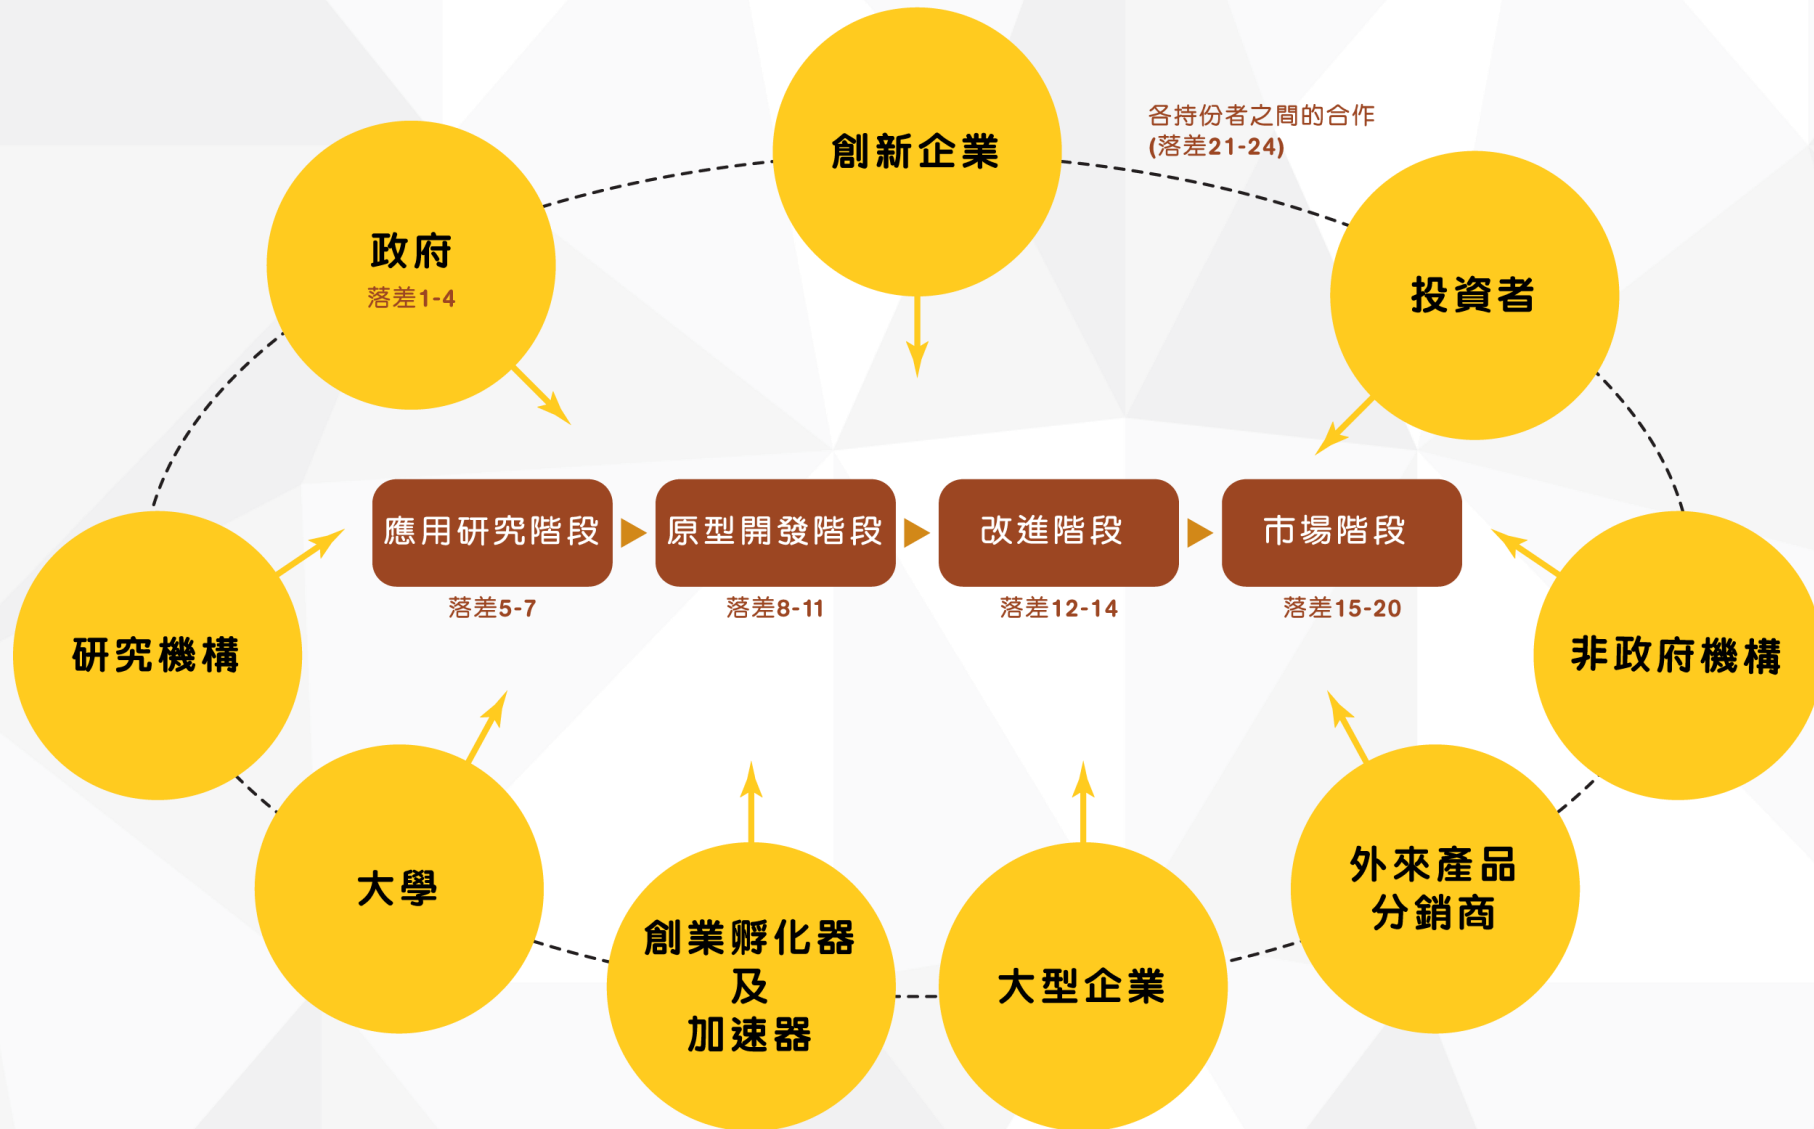 創新企業
各持份者之間的合作
(落差21-24)
政府
落差1-4
投資者
應用研究階段
原型開發階段
改進階段
市場階段
落差5-7
落差8-11
落差12-14
落差15-20
研究機構
非政府機構
大學
外來產品
分銷商
創業孵化器
及
加速器
大型企業